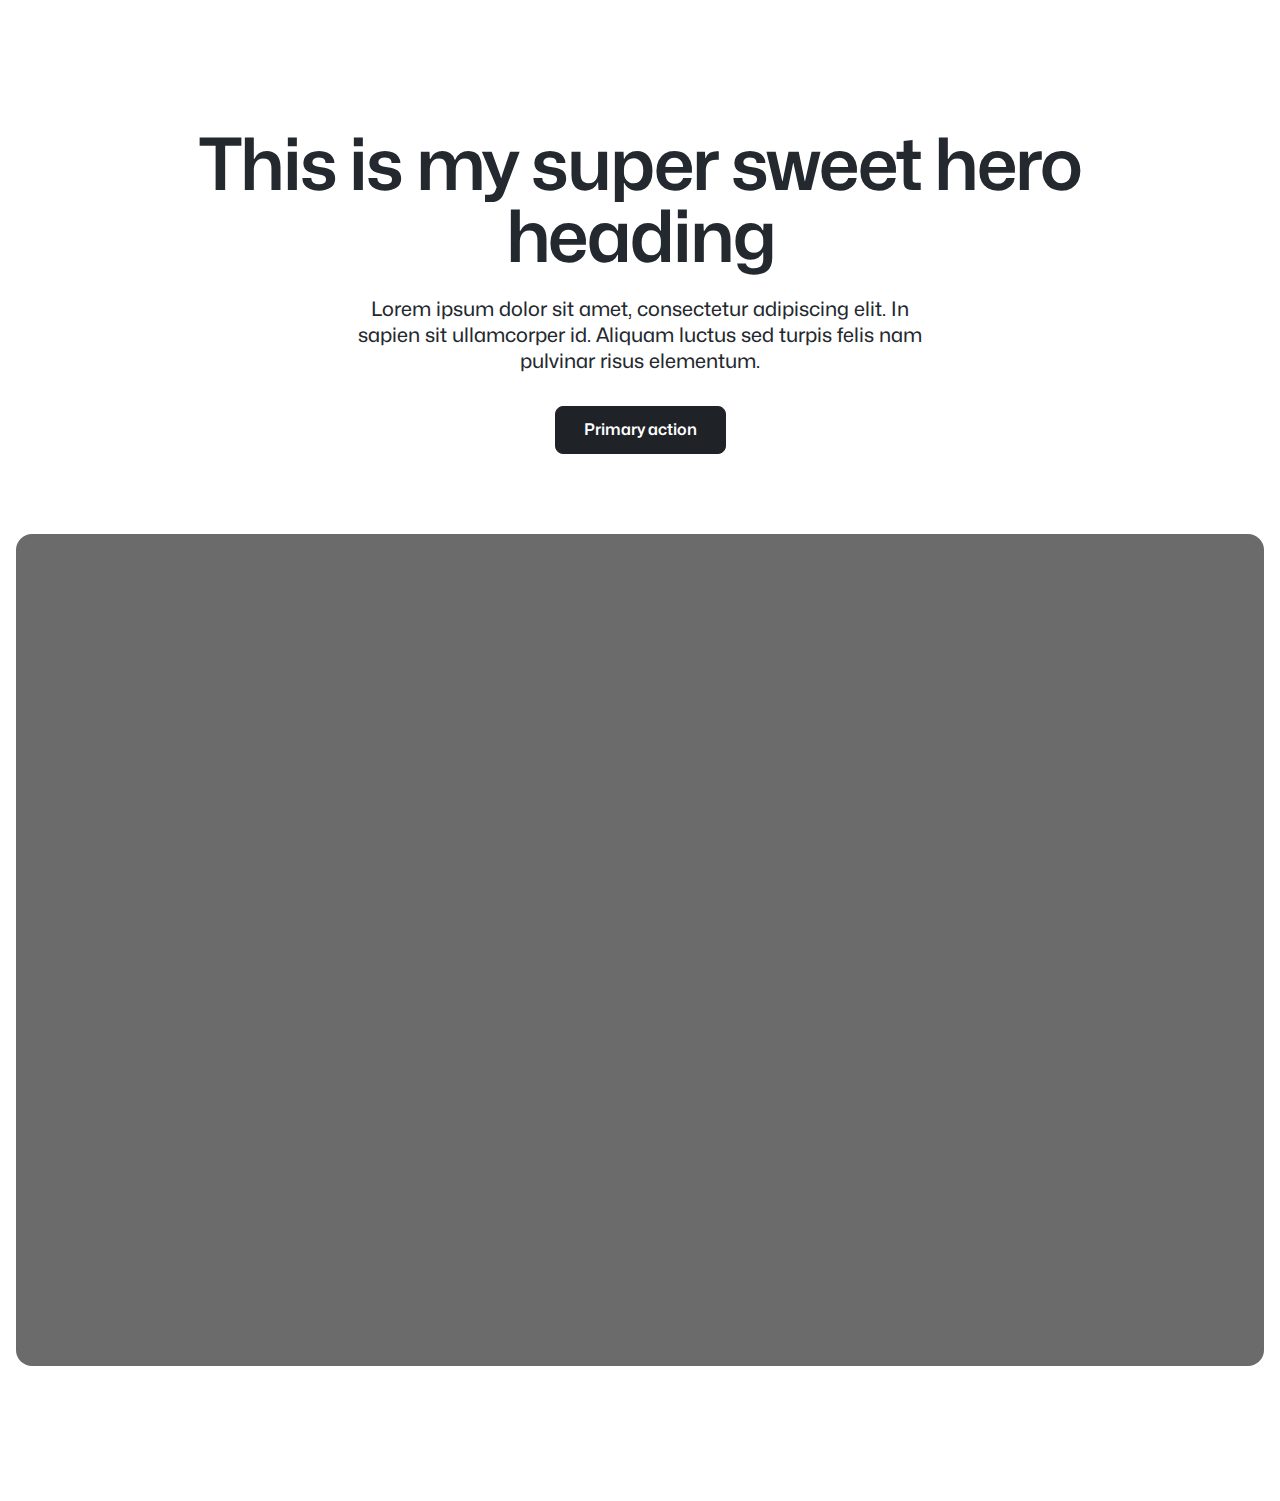 This is my super sweet hero
heading
Lorem ipsum dolor sit amet, consectetur adipiscing elit. In
sapien sit ullamcorper id. Aliquam luctus sed turpis felis nam
pulvinar risus elementum.
Primary action